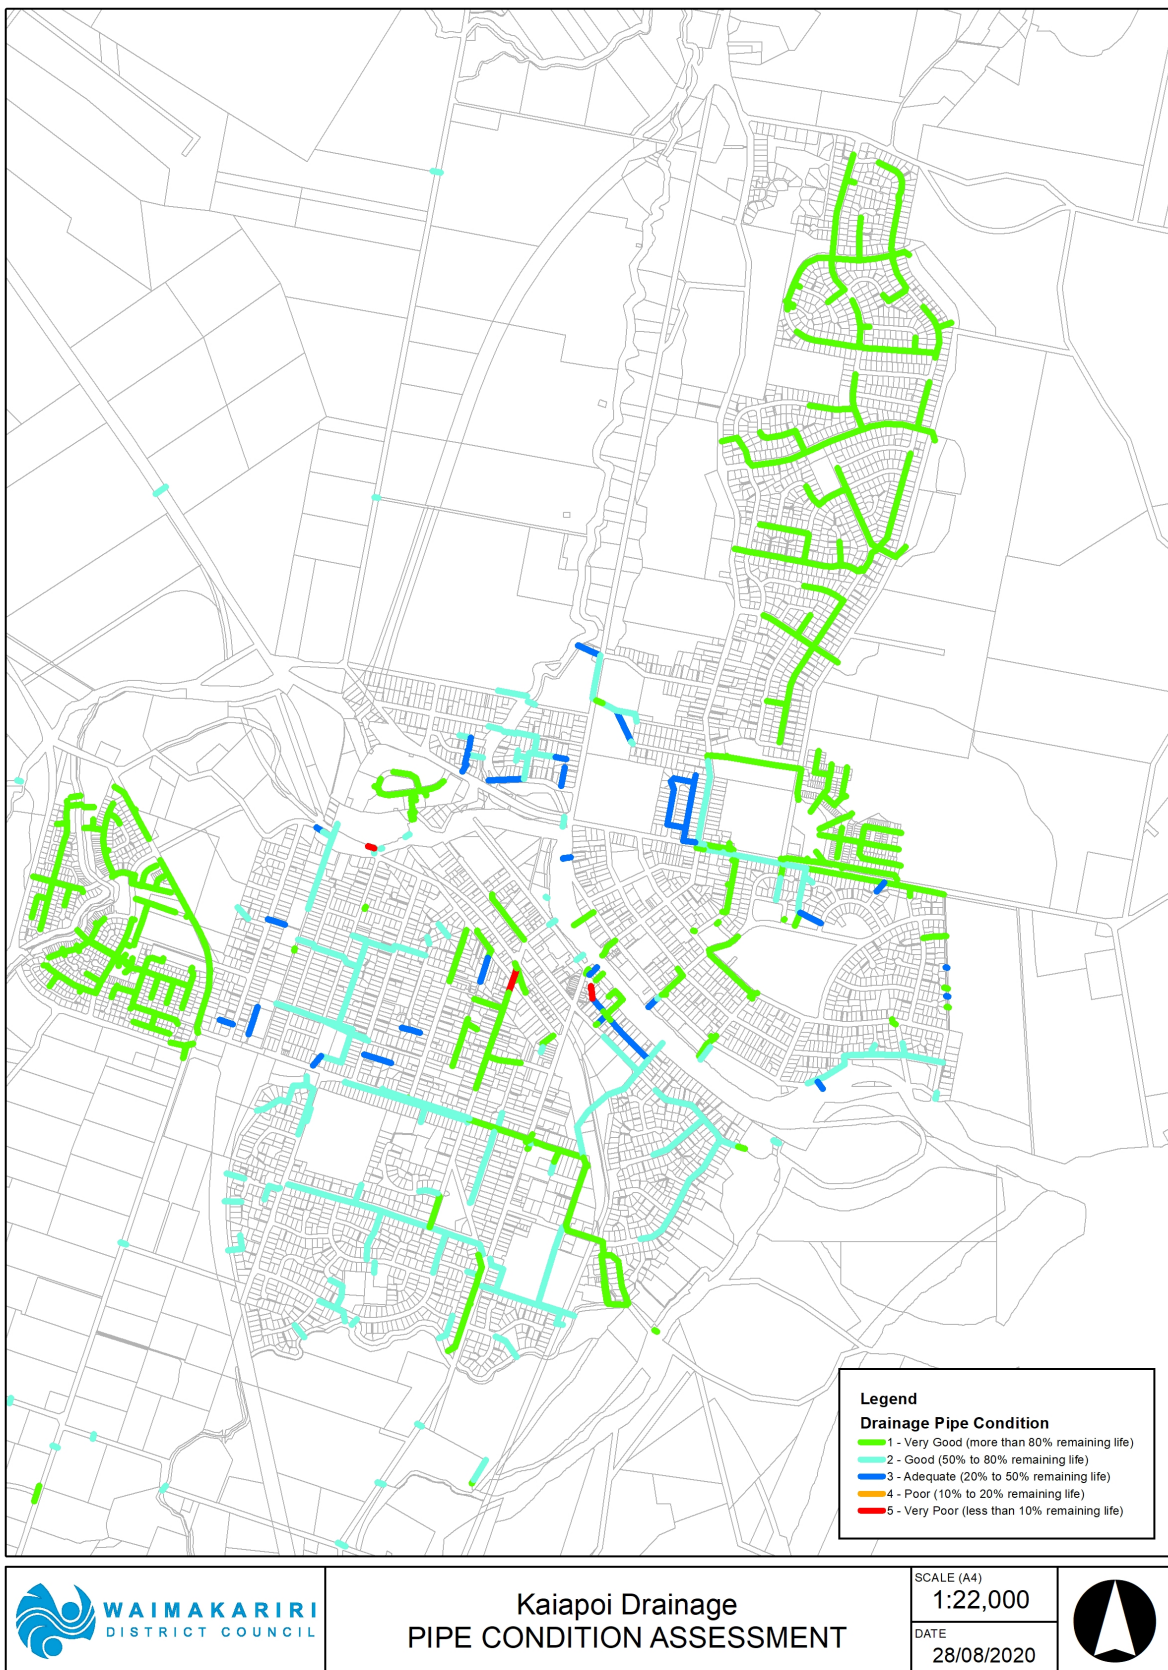 Legend
Drainage Pipe Condition
1 - Very Good (more than 80% remaining life)
2 - Good (50% to 80% remaining life)
3 - Adequate (20% to 50% remaining life)
4 - Poor (10% to 20% remaining life)
5 - Very Poor (less than 10% remaining life)
WAIMAKARIRI
DISTRICT COUNCIL
Kaiapoi Drainage
PIPE CONDITION ASSESSMENT
SCALE (A4)
1:22,000
DATE
28/08/2020